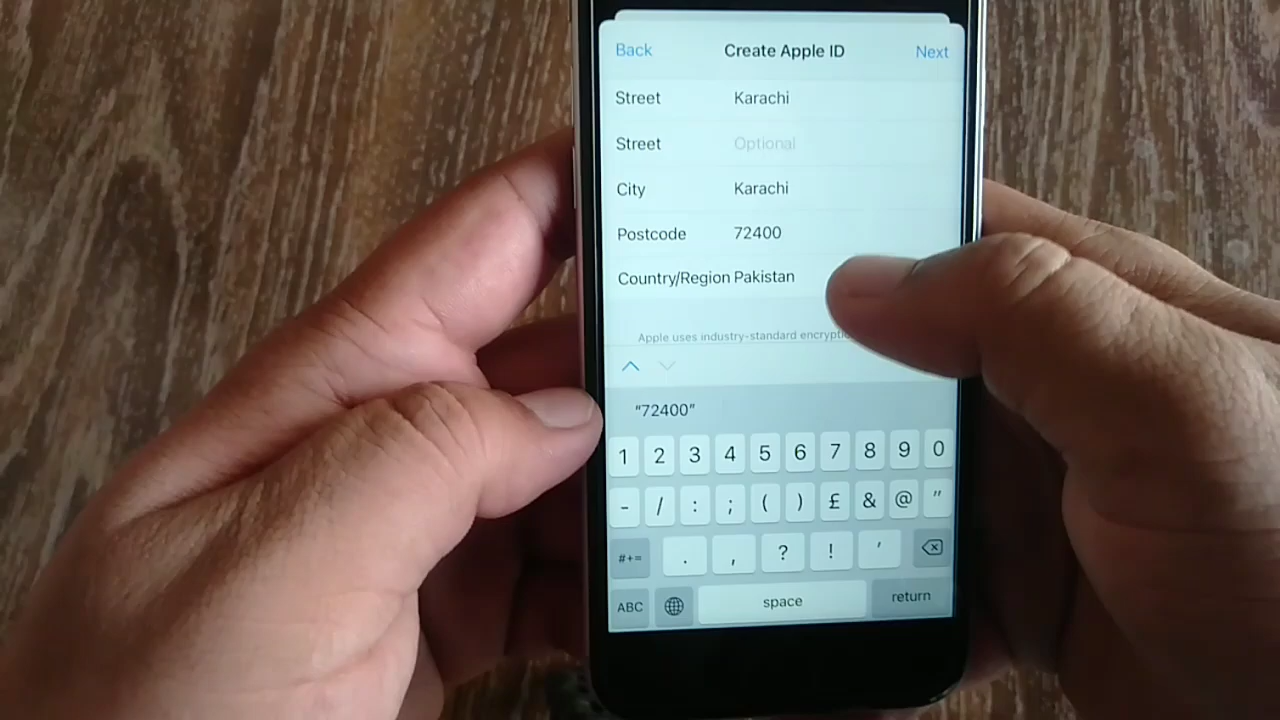 Back Create Apple ID Next
Street Karachi
Street Optional
City Karachi
Postcode 72400
Country/Region Pakistan
Apple uses industry-standard
"72400"
1 2 3 4 5 6 7 8 9 0
- / : ; ( ) £ & @ "
#+= . , ? ! '
ABC space return